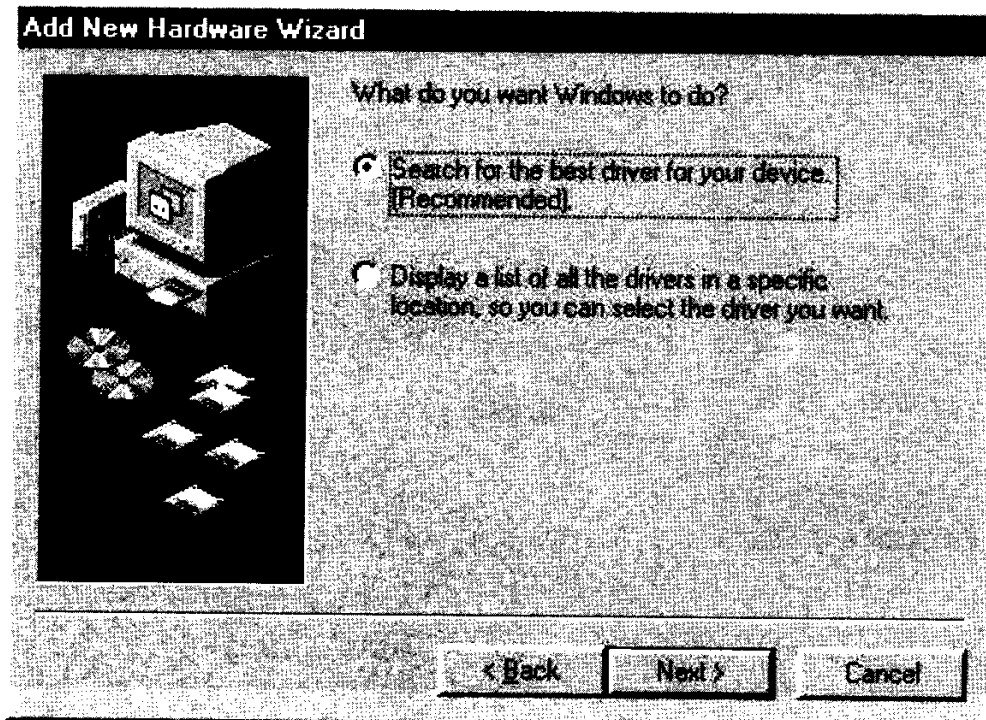 Add New Hardware Wizard
What do you want Windows to do?
Search for the best driver for your device.
(Recommended).
Display a list of all the drivers in a specific
location, so you can select the driver you want.
< Back
Next >
Cancel